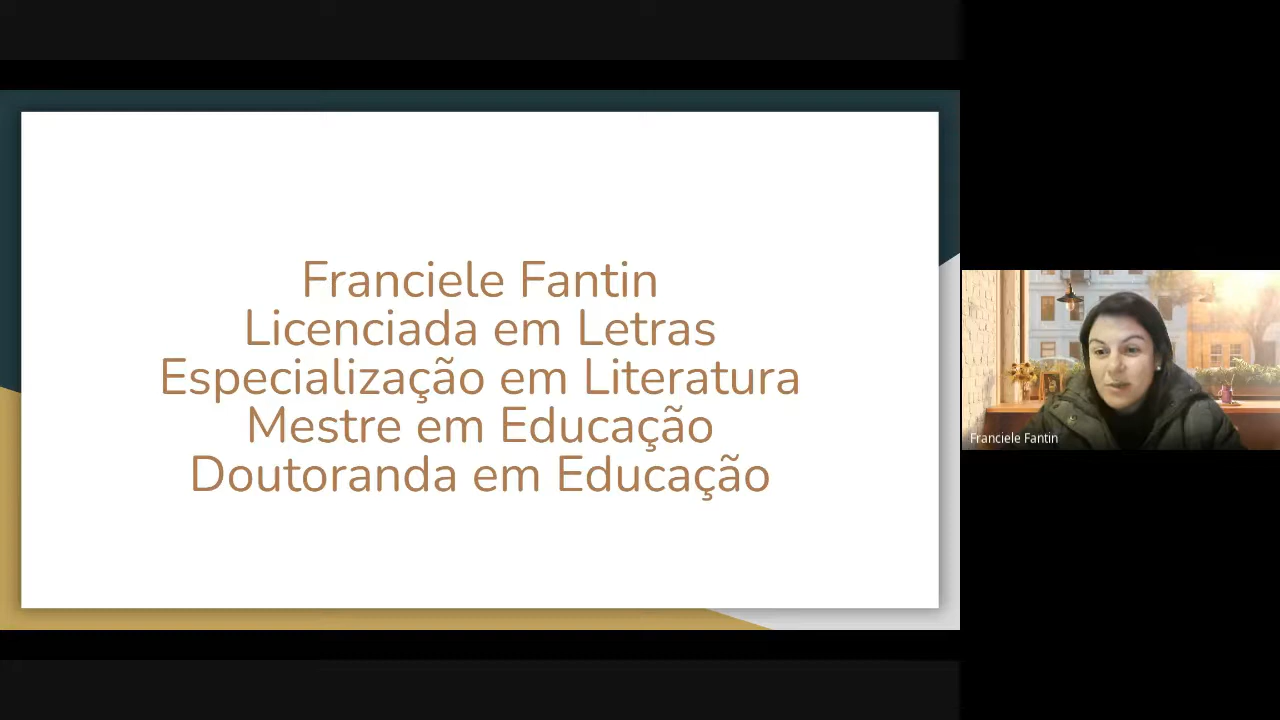 Franciele Fantin
Licenciada em Letras
Especialização em Literatura
Mestre em Educação
Doutoranda em Educação
Franciele Fantin